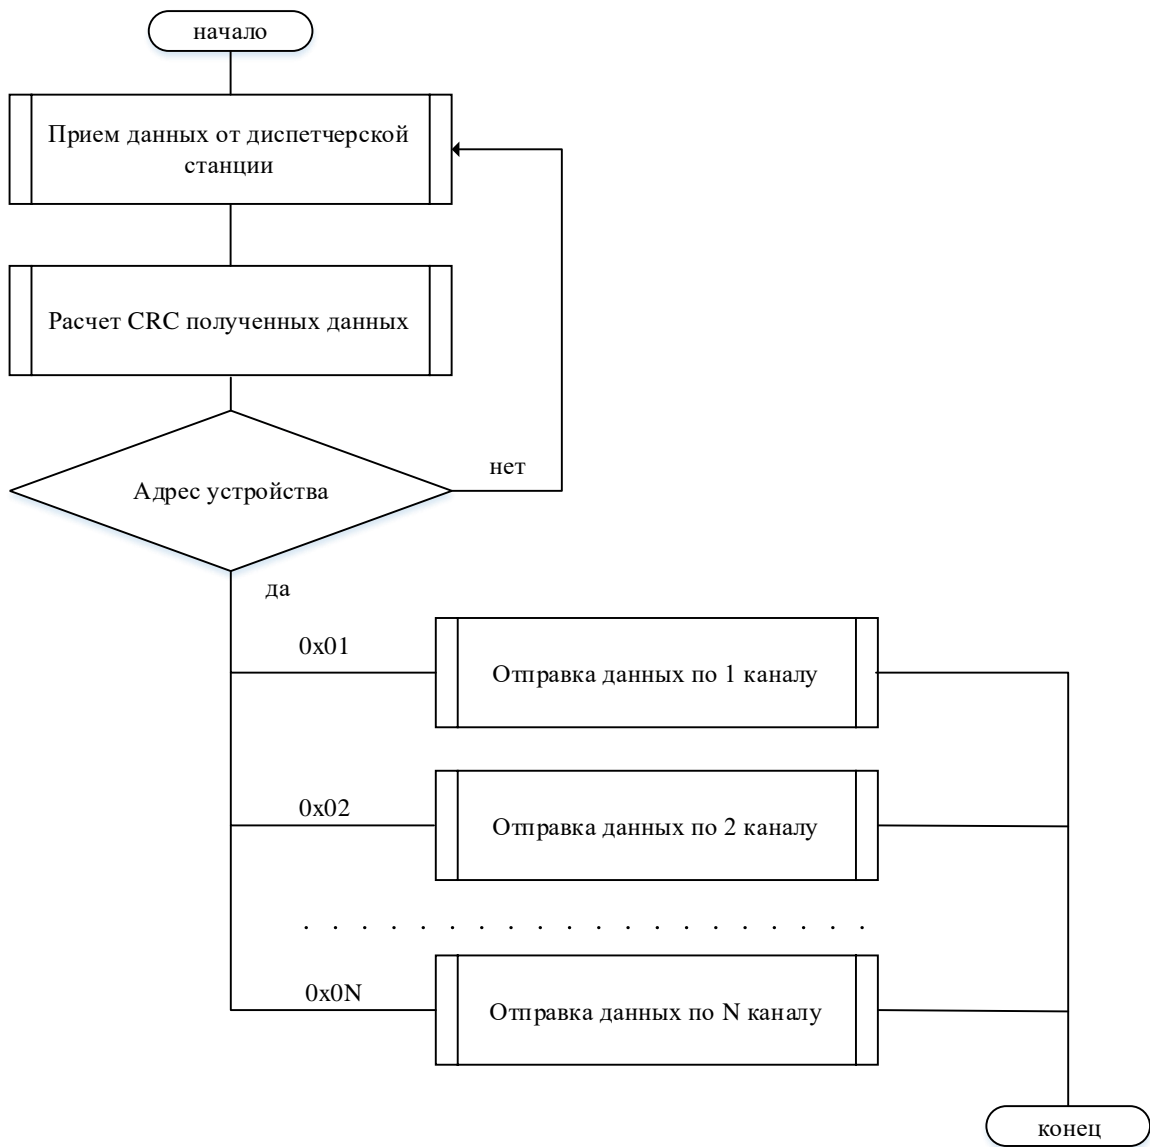 начало
Прием данных от диспетчерской
станции
Расчет CRC полученных данных
Адрес устройства
нет
да
0x01
Отправка данных по 1 каналу
0x02
Отправка данных по 2 каналу
. . . . . . . . . . . . . . . . . . . .
0x0N
Отправка данных по N каналу
конец